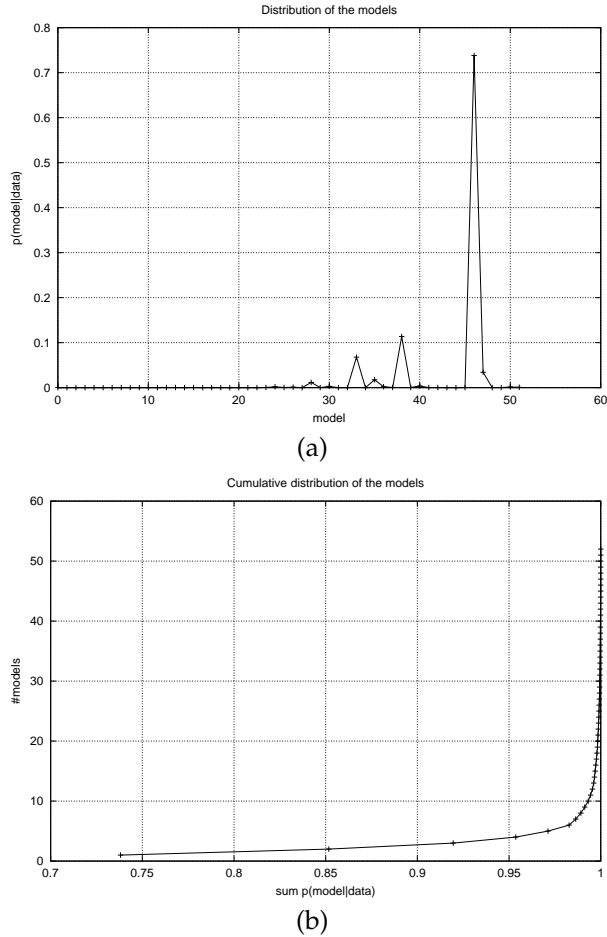 Distribution of the models
0.8
0.7
0.6
0.5
0.4
0.3
0.2
0.1
0
p(model|data)
0 10 20 30 40 50 60
model
(a)
Cumulative distribution of the models
60
50
40
30
20
10
0
#models
0.7 0.75 0.8 0.85 0.9 0.95 1
sum p(model|data)
(b)